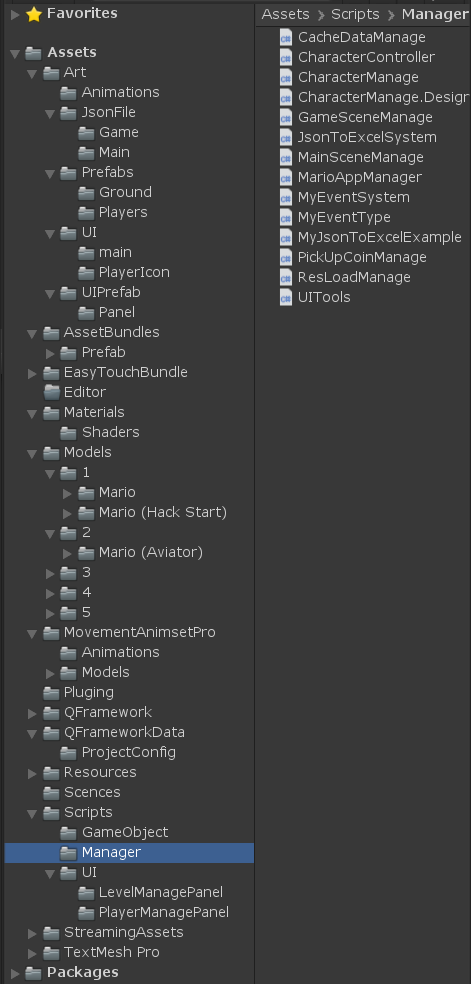 Favorites
Assets
Art
Animations
JsonFile
Game
Main
Prefabs
Ground
Players
UI
main
PlayerIcon
UIPrefab
Panel
AssetBundles
Prefab
EasyTouchBundle
Editor
Materials
Shaders
Models
1
Mario
Mario (Hack Start)
2
Mario (Aviator)
3
4
5
MovementAnimsetPro
Animations
Models
Pluging
QFramework
QFrameworkData
ProjectConfig
Resources
Scences
Scripts
GameObject
Manager
UI
LevelManagePanel
PlayerManagePanel
StreamingAssets
TextMesh Pro
Packages
Assets > Scripts > Manager
CacheDataManage
CharacterController
CharacterManage
CharacterManage.Design
GameSceneManage
JsonToExcelSystem
MainSceneManage
MarioAppManager
MyEventSystem
MyEventType
MyJsonToExcelExample
PickUpCoinManage
ResLoadManage
UITools